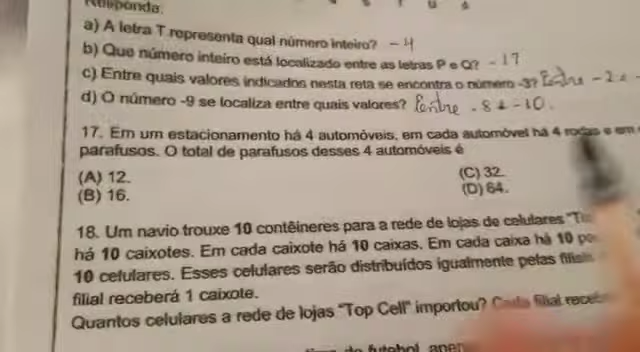 Responda:
a) A letra T representa qual número inteiro? -4
b) Que número inteiro está localizado entre as letras P e Q? -17
c) Entre quais valores indicados nesta reta se encontra o número -3? Entre -2 e
d) O número -9 se localiza entre quais valores? Entre -8 e -10.
17. Em um estacionamento há 4 automóveis, em cada automóvel há 4 rodas e em
parafusos. O total de parafusos desses 4 automóveis é
(A) 12.
(C) 32.
(B) 16.
(D) 64.
18. Um navio trouxe 10 contêineres para a rede de lojas de celulares
há 10 caixotes. Em cada caixote há 10 caixas. Em cada caixa há 10
10 celulares. Esses celulares serão distribuídos igualmente pelas
filial receberá 1 caixote.
Quantos celulares a rede de lojas "Top Cell" importou? Cada filial
de futebol,